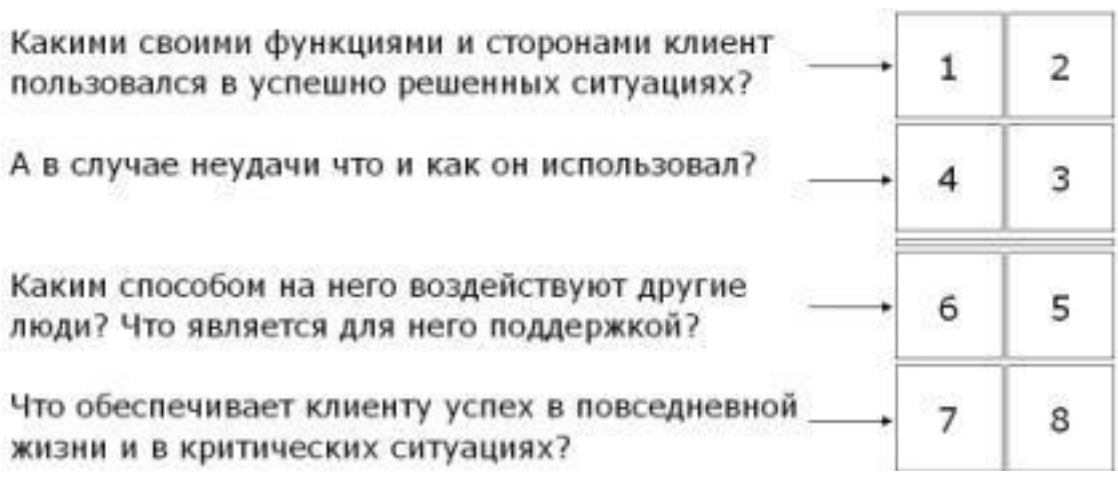 Какими своими функциями и сторонами клиент
пользовался в успешно решенных ситуациях?
1 2
А в случае неудачи что и как он использовал?
4 3
Каким способом на него воздействуют другие
люди? Что является для него поддержкой?
6 5
Что обеспечивает клиенту успех в повседневной
жизни и в критических ситуациях?
7 8